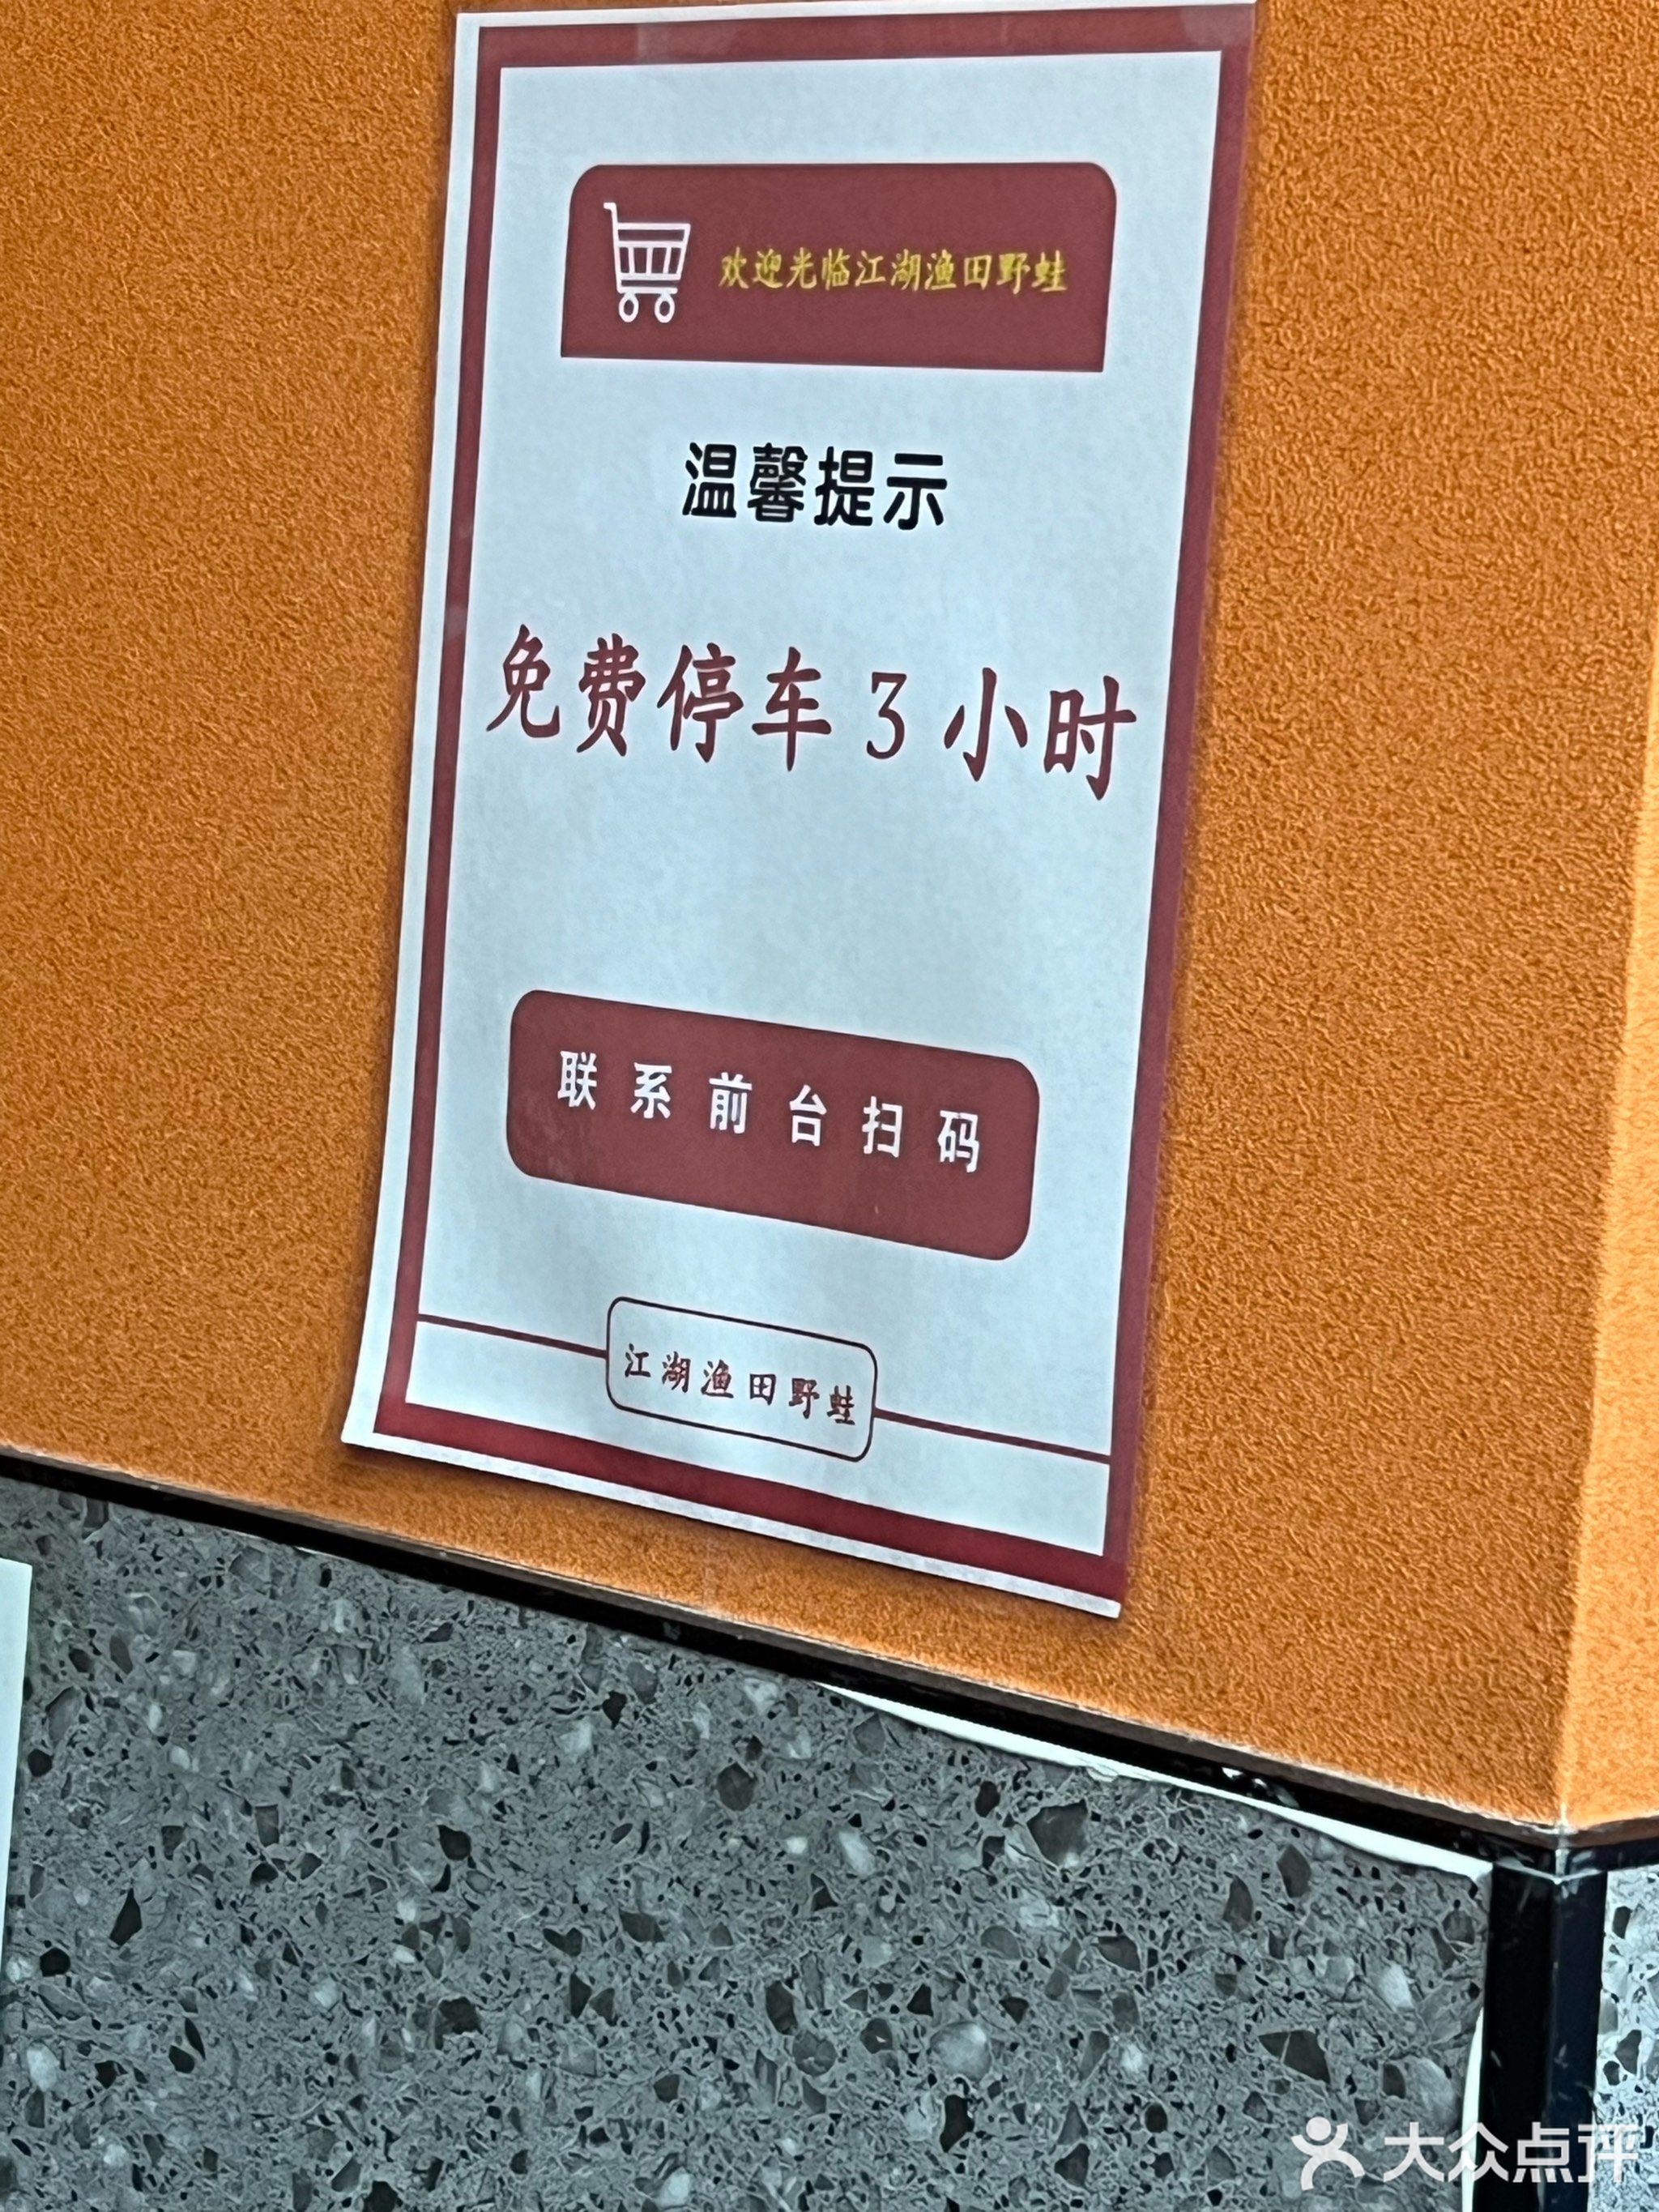 欢迎光临江湖渔田野蛙
温馨提示
免费停车3小时
联系前台扫码
江湖渔田野蛙
大众点评